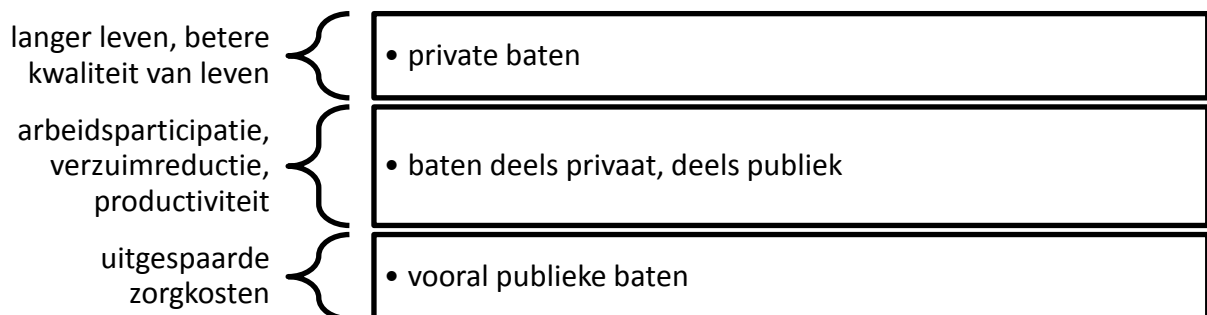 langer leven, betere
kwaliteit van leven
• private baten
arbeidsparticipatie,
verzuimreductie,
productiviteit
• baten deels privaat, deels publiek
uitgespaarde
zorgkosten
• vooral publieke baten